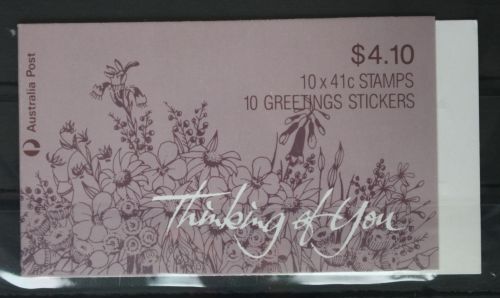 Australia Post
$4.10
10 x 41c STAMPS
10 GREETINGS STICKERS
Thinking of You